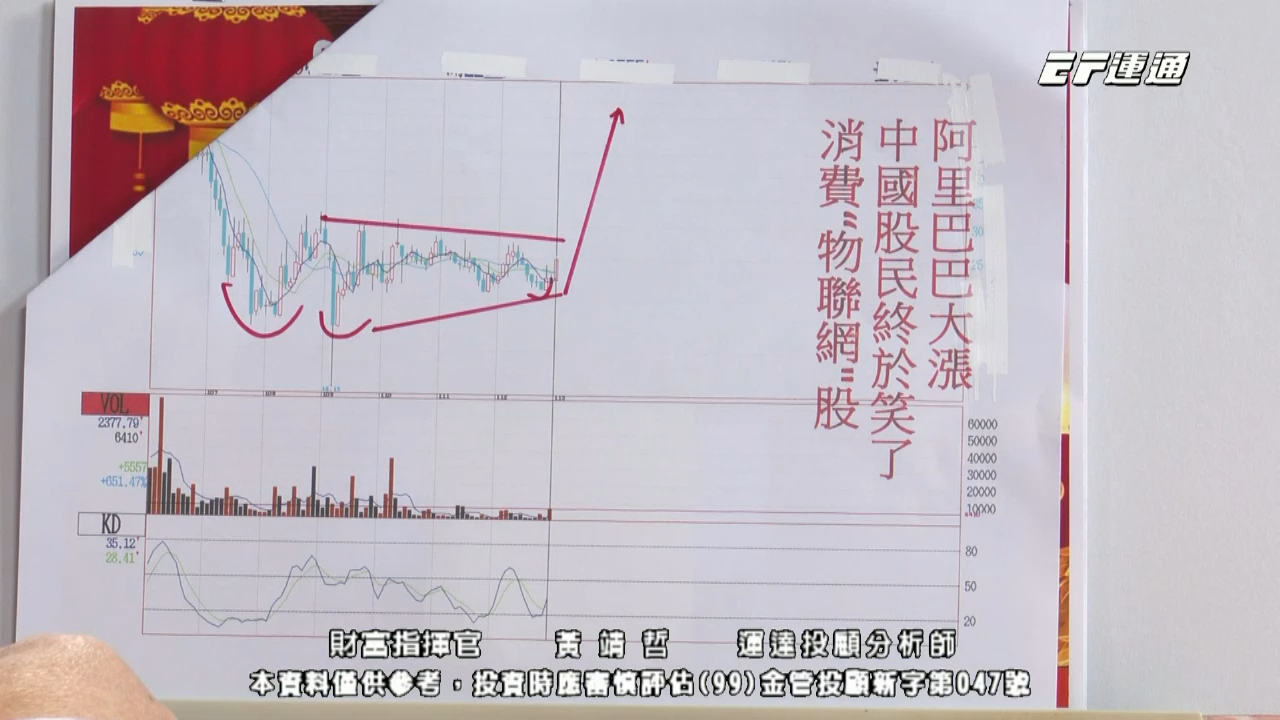 EF運通
阿里巴巴大漲
中國股民終於笑了
消費"物聯網"股
VOL
2377.79'
6410'
+5557
+651.47%
60000
50000
40000
30000
20000
10000
KD
35.12'
28.41'
80
50
20
財富指揮官 黃靖哲 運達投顧分析師
本資料僅供參考,投資時應審慎評估(99)金管投顧新字第047號